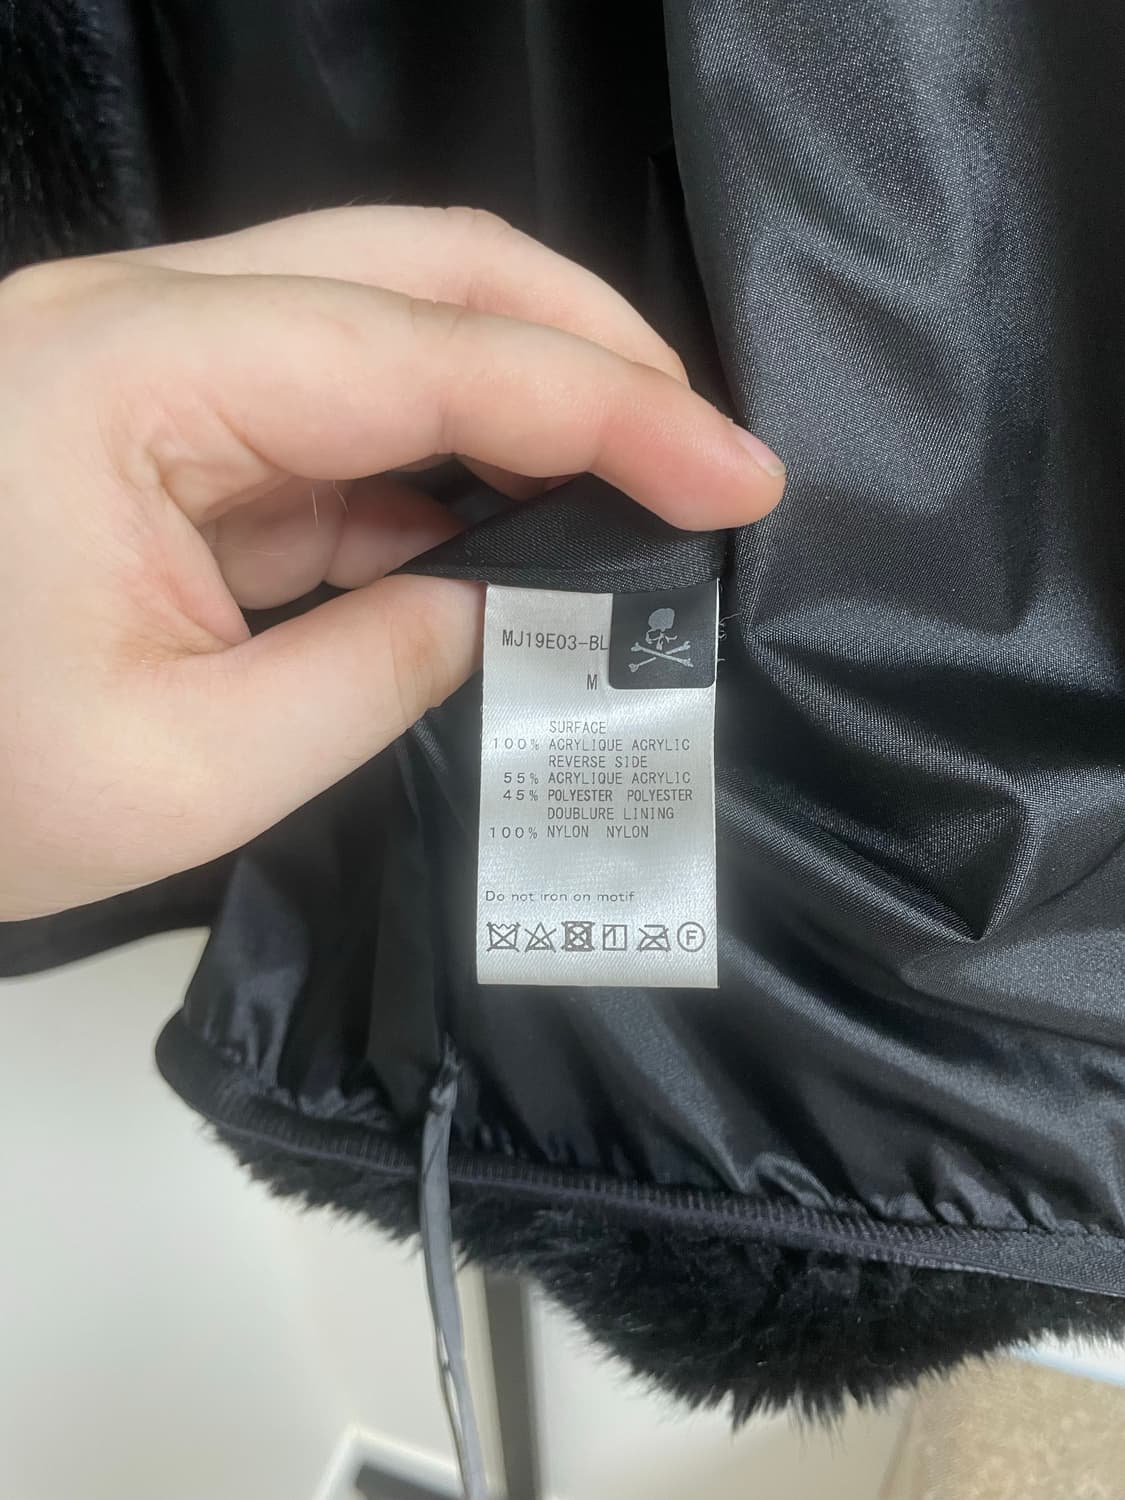 MJ19E03-BL
M
SURFACE
100% ACRYLIQUE ACRYLIC
REVERSE SIDE
55% ACRYLIQUE ACRYLIC
45% POLYESTER POLYESTER
DOUBLURE LINING
100% NYLON NYLON
Do not iron on motif
F